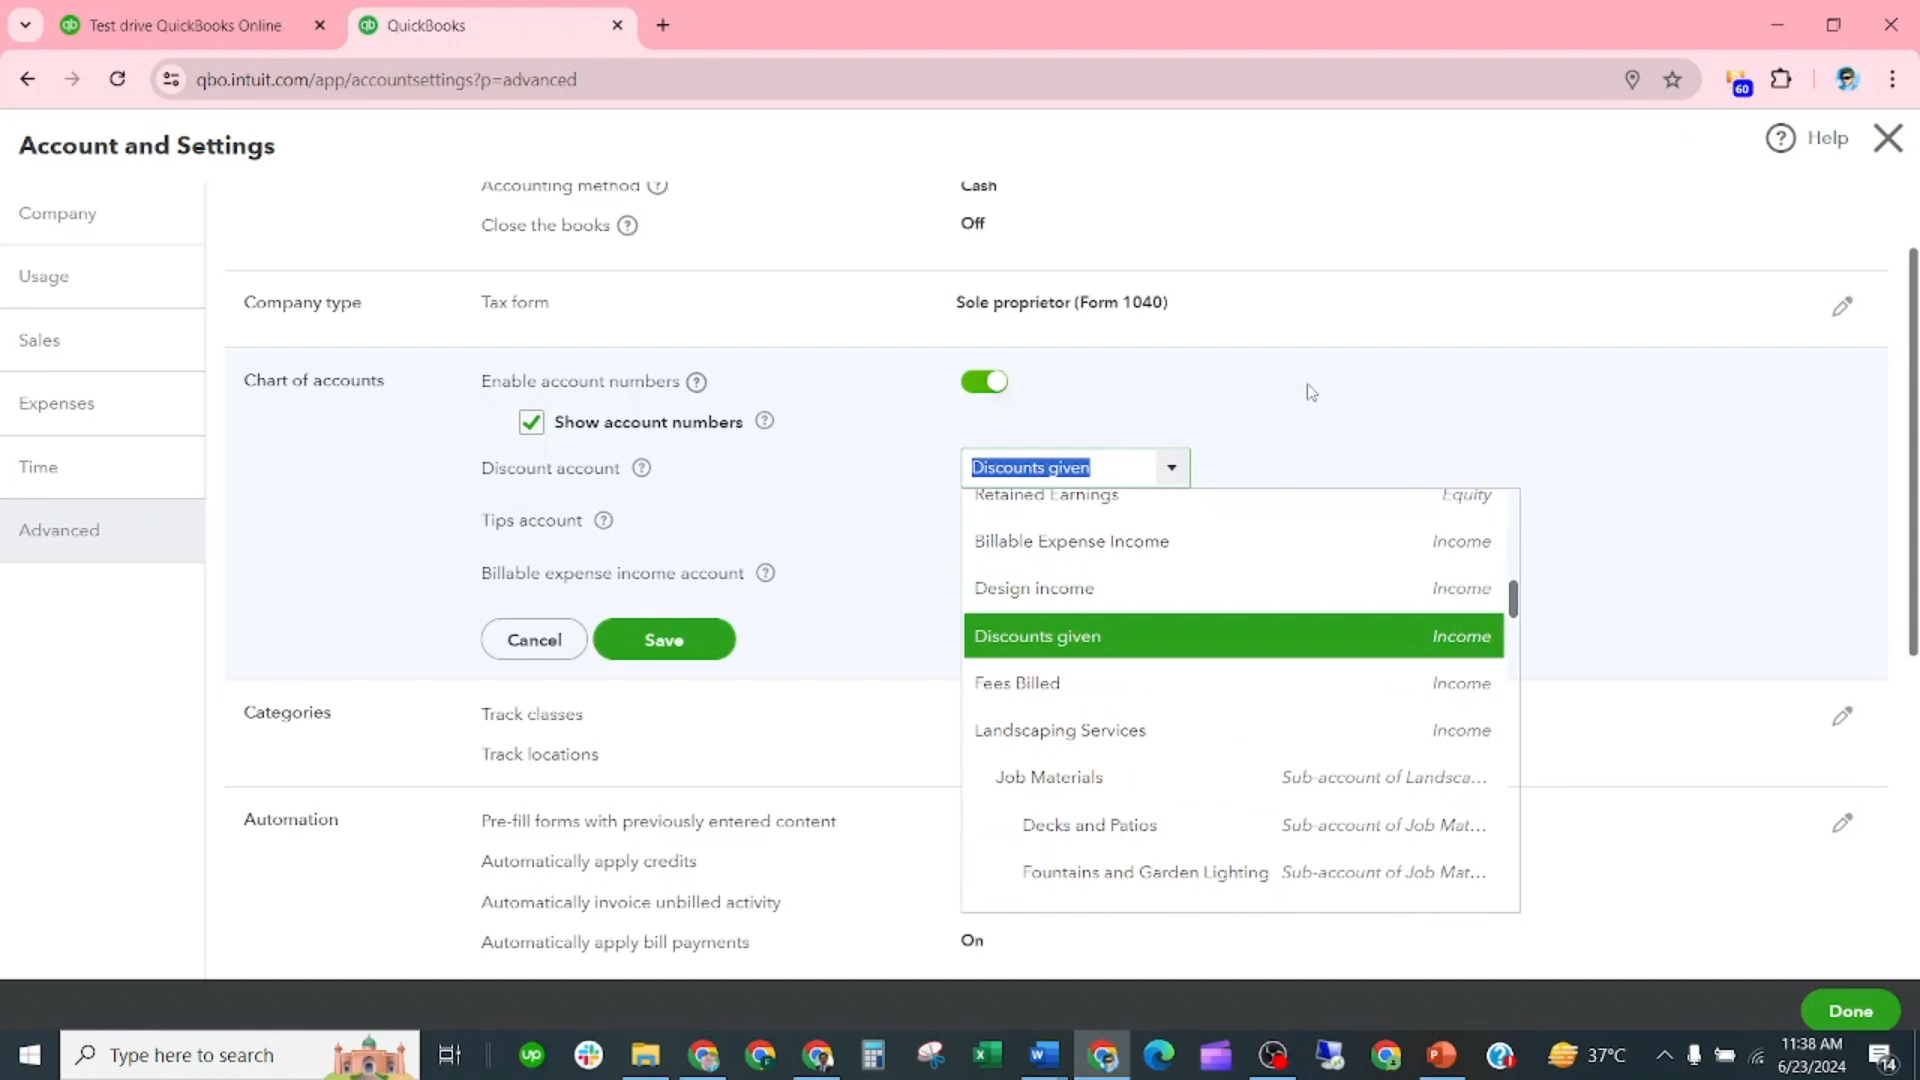 Test drive QuickBooks Online
QuickBooks
qbo.intuit.com/app/accountsettings?p=advanced
60
Account and Settings
? Help
Company
Usage
Sales
Expenses
Time
Advanced
Accounting method ? Cash
Close the books ? Off
Company type Tax form Sole proprietor (Form 1040)
Chart of accounts Enable account numbers ?
Show account numbers ?
Discount account ? Discounts given
Tips account ?
Billable expense income account ?
Cancel Save
Retained Earnings Equity
Billable Expense Income Income
Design income Income
Discounts given Income
Fees Billed Income
Landscaping Services Income
Job Materials Sub-account of Landsca...
Decks and Patios Sub-account of Job Mat...
Fountains and Garden Lighting Sub-account of Job Mat...
Categories Track classes
Track locations
Automation Pre-fill forms with previously entered content
Automatically apply credits
Automatically invoice unbilled activity
Automatically apply bill payments On
Done
Type here to search
37°C
11:38 AM
6/23/2024
14